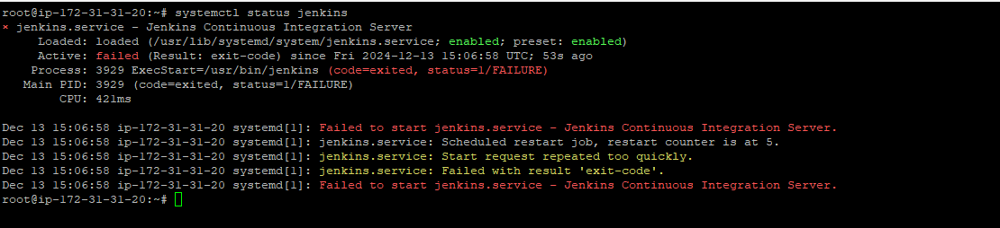 root@ip-172-31-31-20:~# systemctl status jenkins
× jenkins.service - Jenkins Continuous Integration Server
     Loaded: loaded (/usr/lib/systemd/system/jenkins.service; enabled; preset: enabled)
     Active: failed (Result: exit-code) since Fri 2024-12-13 15:06:58 UTC; 53s ago
    Process: 3929 ExecStart=/usr/bin/jenkins (code=exited, status=1/FAILURE)
   Main PID: 3929 (code=exited, status=1/FAILURE)
        CPU: 421ms
Dec 13 15:06:58 ip-172-31-31-20 systemd[1]: Failed to start jenkins.service - Jenkins Continuous Integration Server.
Dec 13 15:06:58 ip-172-31-31-20 systemd[1]: jenkins.service: Scheduled restart job, restart counter is at 5.
Dec 13 15:06:58 ip-172-31-31-20 systemd[1]: jenkins.service: Start request repeated too quickly.
Dec 13 15:06:58 ip-172-31-31-20 systemd[1]: jenkins.service: Failed with result 'exit-code'.
Dec 13 15:06:58 ip-172-31-31-20 systemd[1]: Failed to start jenkins.service - Jenkins Continuous Integration Server.
root@ip-172-31-31-20:~#